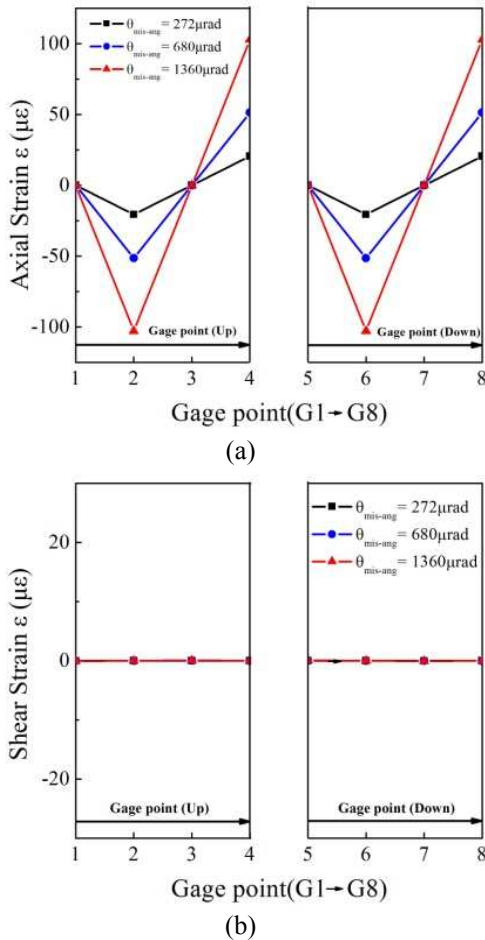 θmis-ang = 272μrad
θmis-ang = 680μrad
θmis-ang = 1360μrad
100
50
0
-50
-100
Axial Strain ε (με)
Gage point (Up)
Gage point (Down)
1 2 3 4 5 6 7 8
Gage point(G1→G8)
(a)
θmis-ang = 272μrad
θmis-ang = 680μrad
θmis-ang = 1360μrad
20
0
-20
Shear Strain ε (με)
Gage point (Up)
Gage point (Down)
1 2 3 4 5 6 7 8
Gage point(G1→G8)
(b)